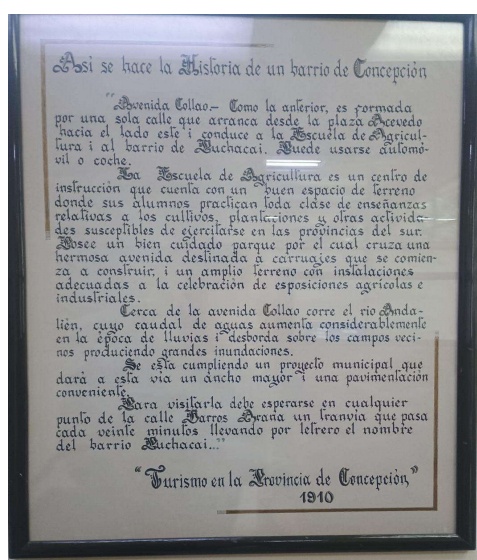 Asi se hace la Historia de un barrio de Concepción
"Avenida Collao.- Como la anterior, es formada
por una sola calle que arranca desde la plaza Acevedo
hacia el lado este i conduce a la Escuela de Agricul-
tura i al barrio de Puchacai. Puede usarse automó-
vil o coche.
La Escuela de Agricultura es un centro de
instrucción que cuenta con un buen espacio de terreno
donde sus alumnos practican toda clase de enseñanzas
relativas a los cultivos, plantaciones y otras activida-
des susceptibles de ejercitarse en las provincias del sur.
Posee un bien cuidado parque por el cual cruza una
hermosa avenida destinada a carruajes que se comien-
za a construir, i un amplio terreno con instalaciones
adecuadas a la celebración de esposiciones agrícolas e
industriales.
Cerca de la avenida Collao corre el rio Anda-
lién, cuyo caudal de aguas aumenta considerablemente
en la época de lluvias i desborda sobre los campos veci-
nos produciendo grandes inundaciones.
Se esta cumpliendo un proyecto municipal que
dará a esta via un ancho mayor i una pavimentación
conveniente.
Para visitarla debe esperarse en cualquier
punto de la calle Barros Arana un tranvia que pasa
cada veinte minutos llevando por letrero el nombre
del barrio Puchacai..."
"Turismo en la Provincia de Concepción"
1910